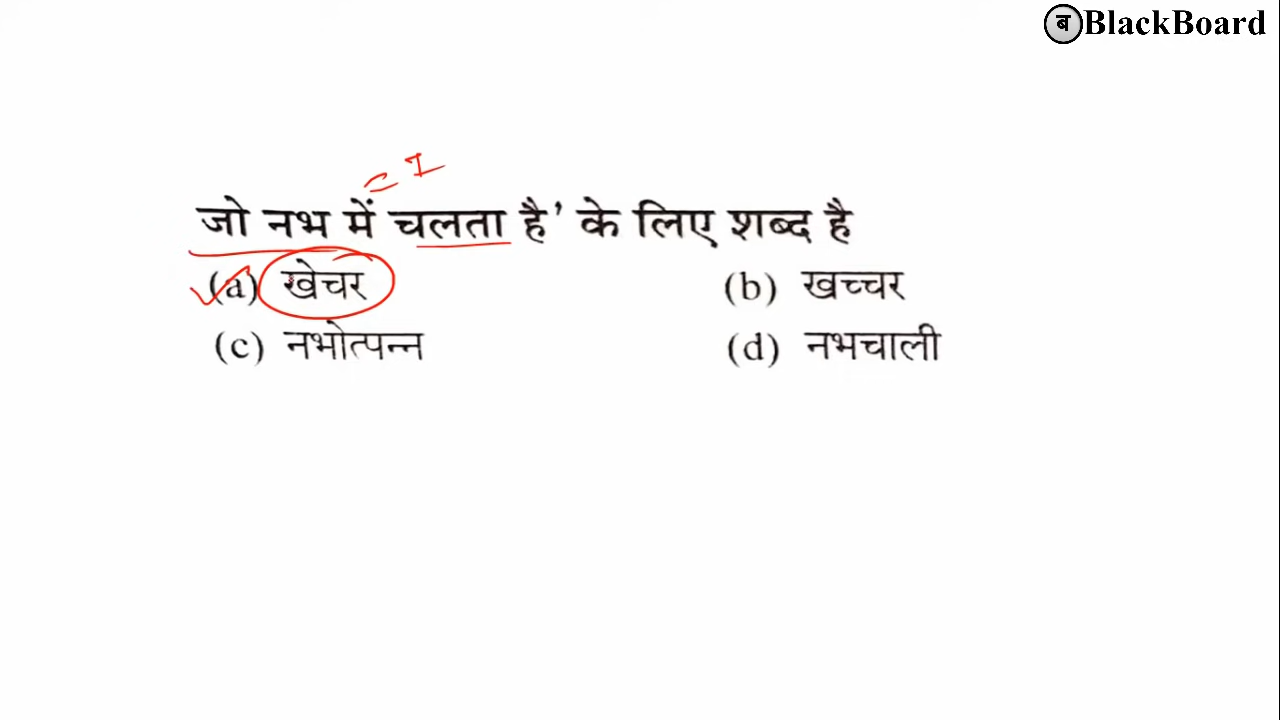 ब BlackBoard
= I
जो नभ में चलता है' के लिए शब्द है
(a) खेचर (b) खच्चर
(c) नभोत्पन्न (d) नभचाली